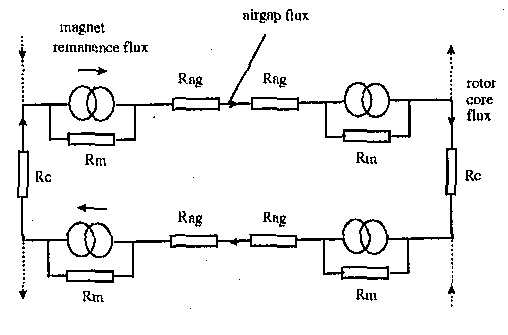 airgap flux
magnet
remanence flux
Rag
Rag
rotor
core
flux
Rm
Rm
Rc
Rc
Rag
Rag
Rm
Rm